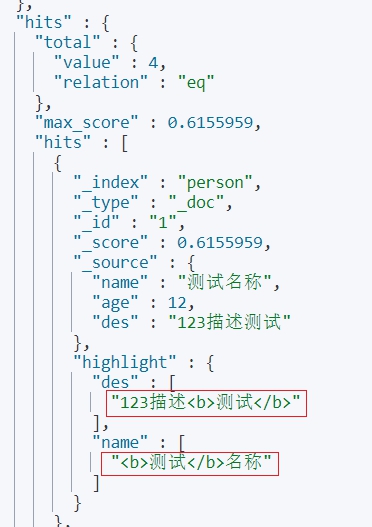 },
"hits" : {
"total" : {
"value" : 4,
"relation" : "eq"
},
"max_score" : 0.6155959,
"hits" : [
{
"_index" : "person",
"_type" : "_doc",
"_id" : "1",
"_score" : 0.6155959,
"_source" : {
"name" : "测试名称",
"age" : 12,
"des" : "123描述测试"
},
"highlight" : {
"des" : [
"123描述<b>测试</b>"
],
"name" : [
"<b>测试</b>名称"
]
}
},